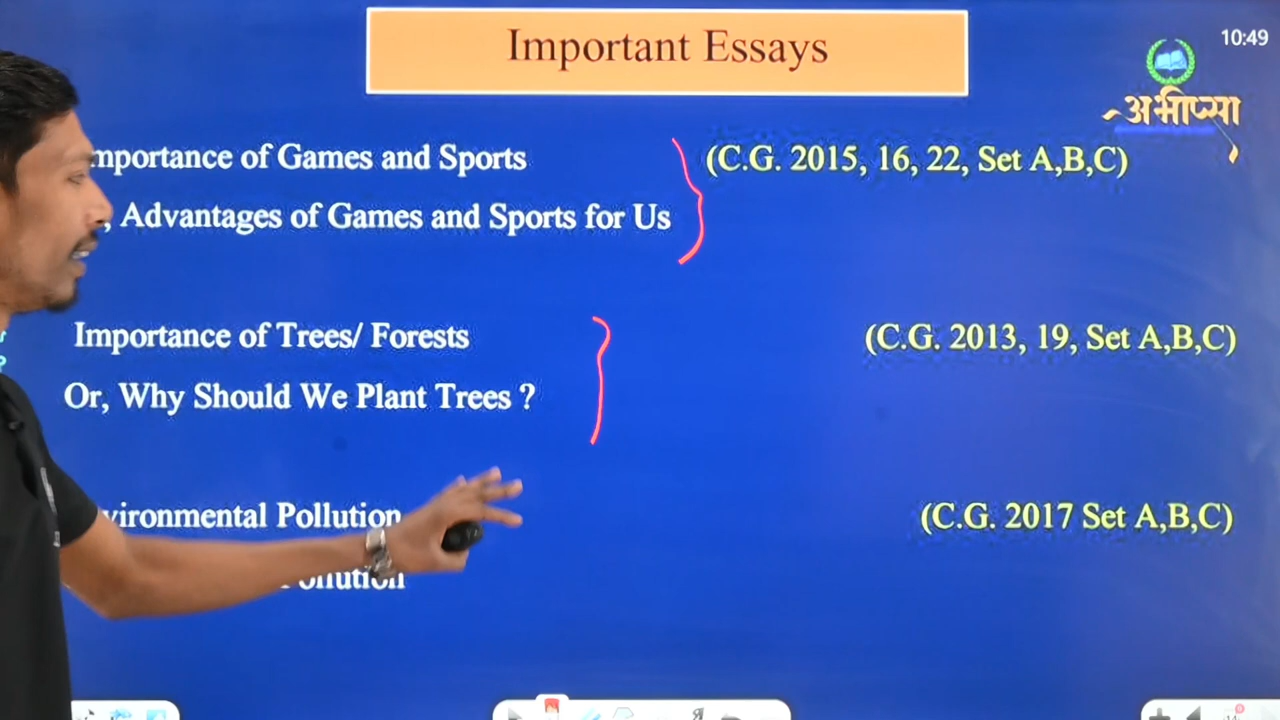 Important Essays
10:49
अभीप्सा
mportance of Games and Sports (C.G. 2015, 16, 22, Set A,B,C)
, Advantages of Games and Sports for Us
Importance of Trees/ Forests (C.G. 2013, 19, Set A,B,C)
Or, Why Should We Plant Trees ?
vironmental Pollution (C.G. 2017 Set A,B,C)
ollution